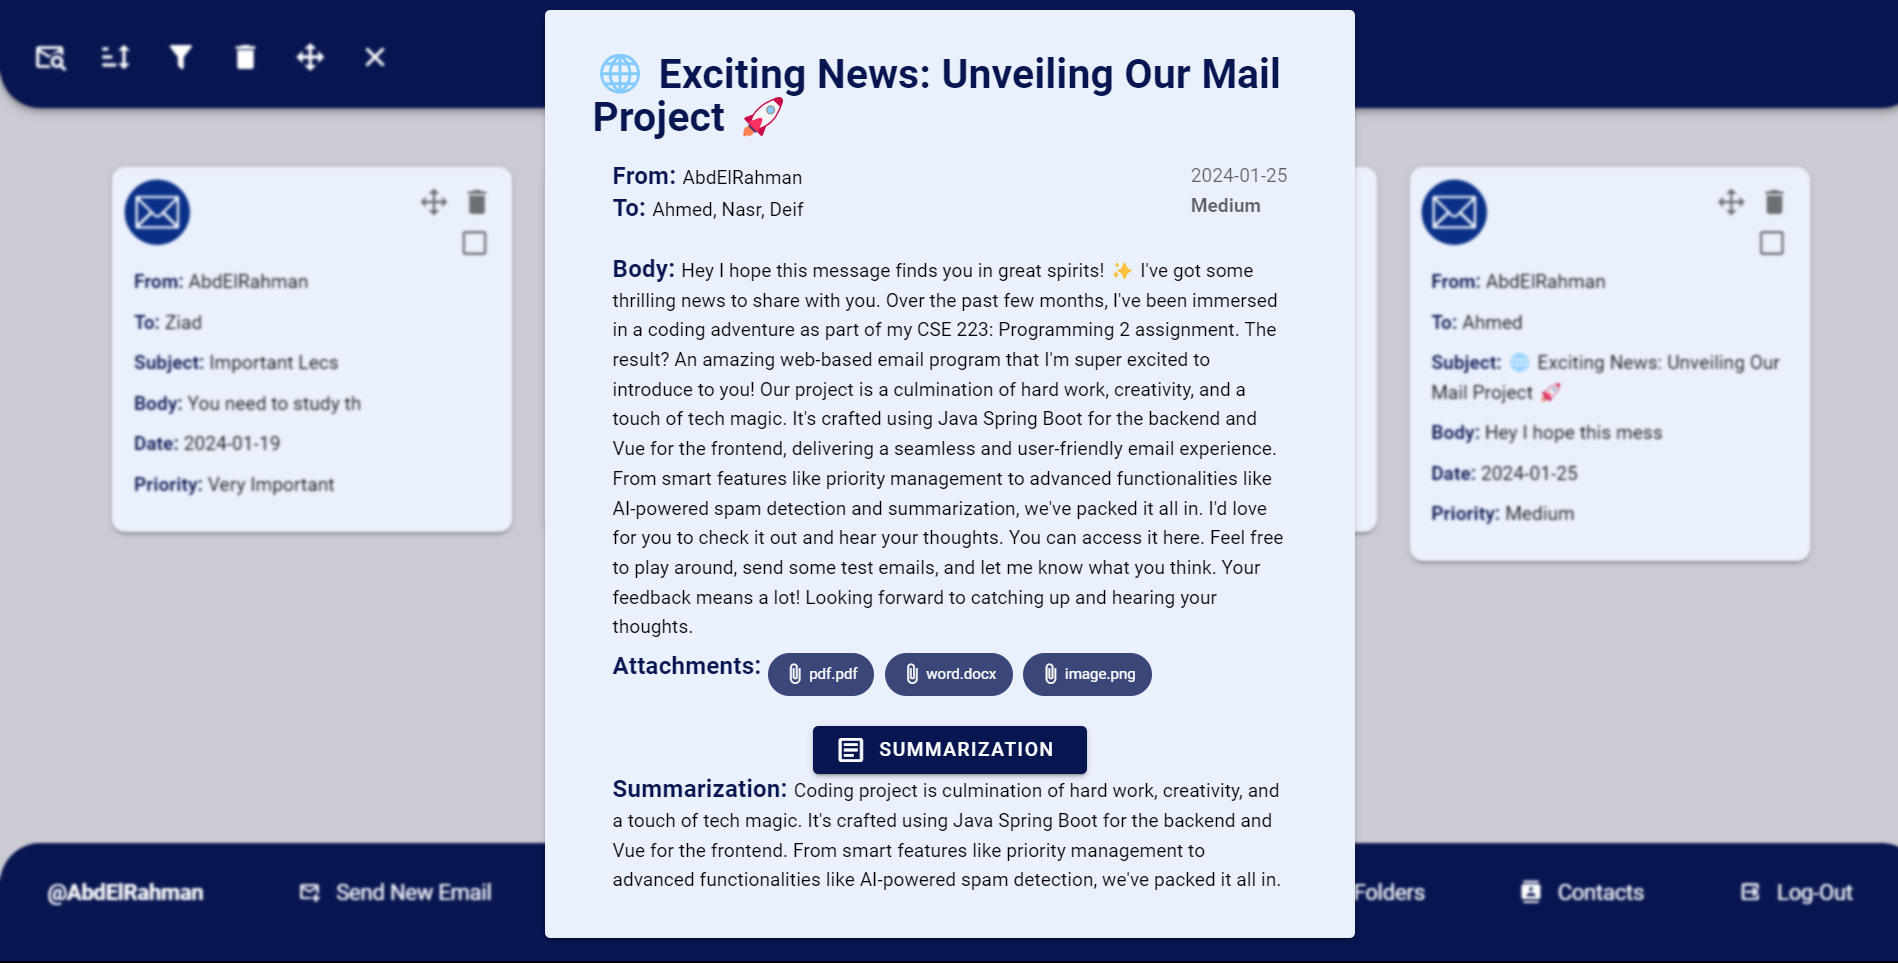 🌐 Exciting News: Unveiling Our Mail
Project 🚀
From: AbdElRahman
2024-01-25
To: Ahmed, Nasr, Deif
Medium
Body: Hey I hope this message finds you in great spirits! ✨ I've got some
thrilling news to share with you. Over the past few months, I've been immersed
in a coding adventure as part of my CSE 223: Programming 2 assignment. The
result? An amazing web-based email program that I'm super excited to
introduce to you! Our project is a culmination of hard work, creativity, and a
touch of tech magic. It's crafted using Java Spring Boot for the backend and
Vue for the frontend, delivering a seamless and user-friendly email experience.
From smart features like priority management to advanced functionalities like
AI-powered spam detection and summarization, we've packed it all in. I'd love
for you to check it out and hear your thoughts. You can access it here. Feel free
to play around, send some test emails, and let me know what you think. Your
feedback means a lot! Looking forward to catching up and hearing your
thoughts.
Attachments: pdf.pdf word.docx image.png
SUMMARIZATION
Summarization: Coding project is culmination of hard work, creativity, and
a touch of tech magic. It's crafted using Java Spring Boot for the backend and
Vue for the frontend. From smart features like priority management to
advanced functionalities like AI-powered spam detection, we've packed it all in.
From: AbdElRahman
To: Ziad
Subject: Important Lecs
Body: You need to study th
Date: 2024-01-19
Priority: Very Important
From: AbdElRahman
To: Ahmed
Subject: 🌐 Exciting News: Unveiling Our
Mail Project 🚀
Body: Hey I hope this mess
Date: 2024-01-25
Priority: Medium
@AbdElRahman
Send New Email
Folders
Contacts
Log-Out